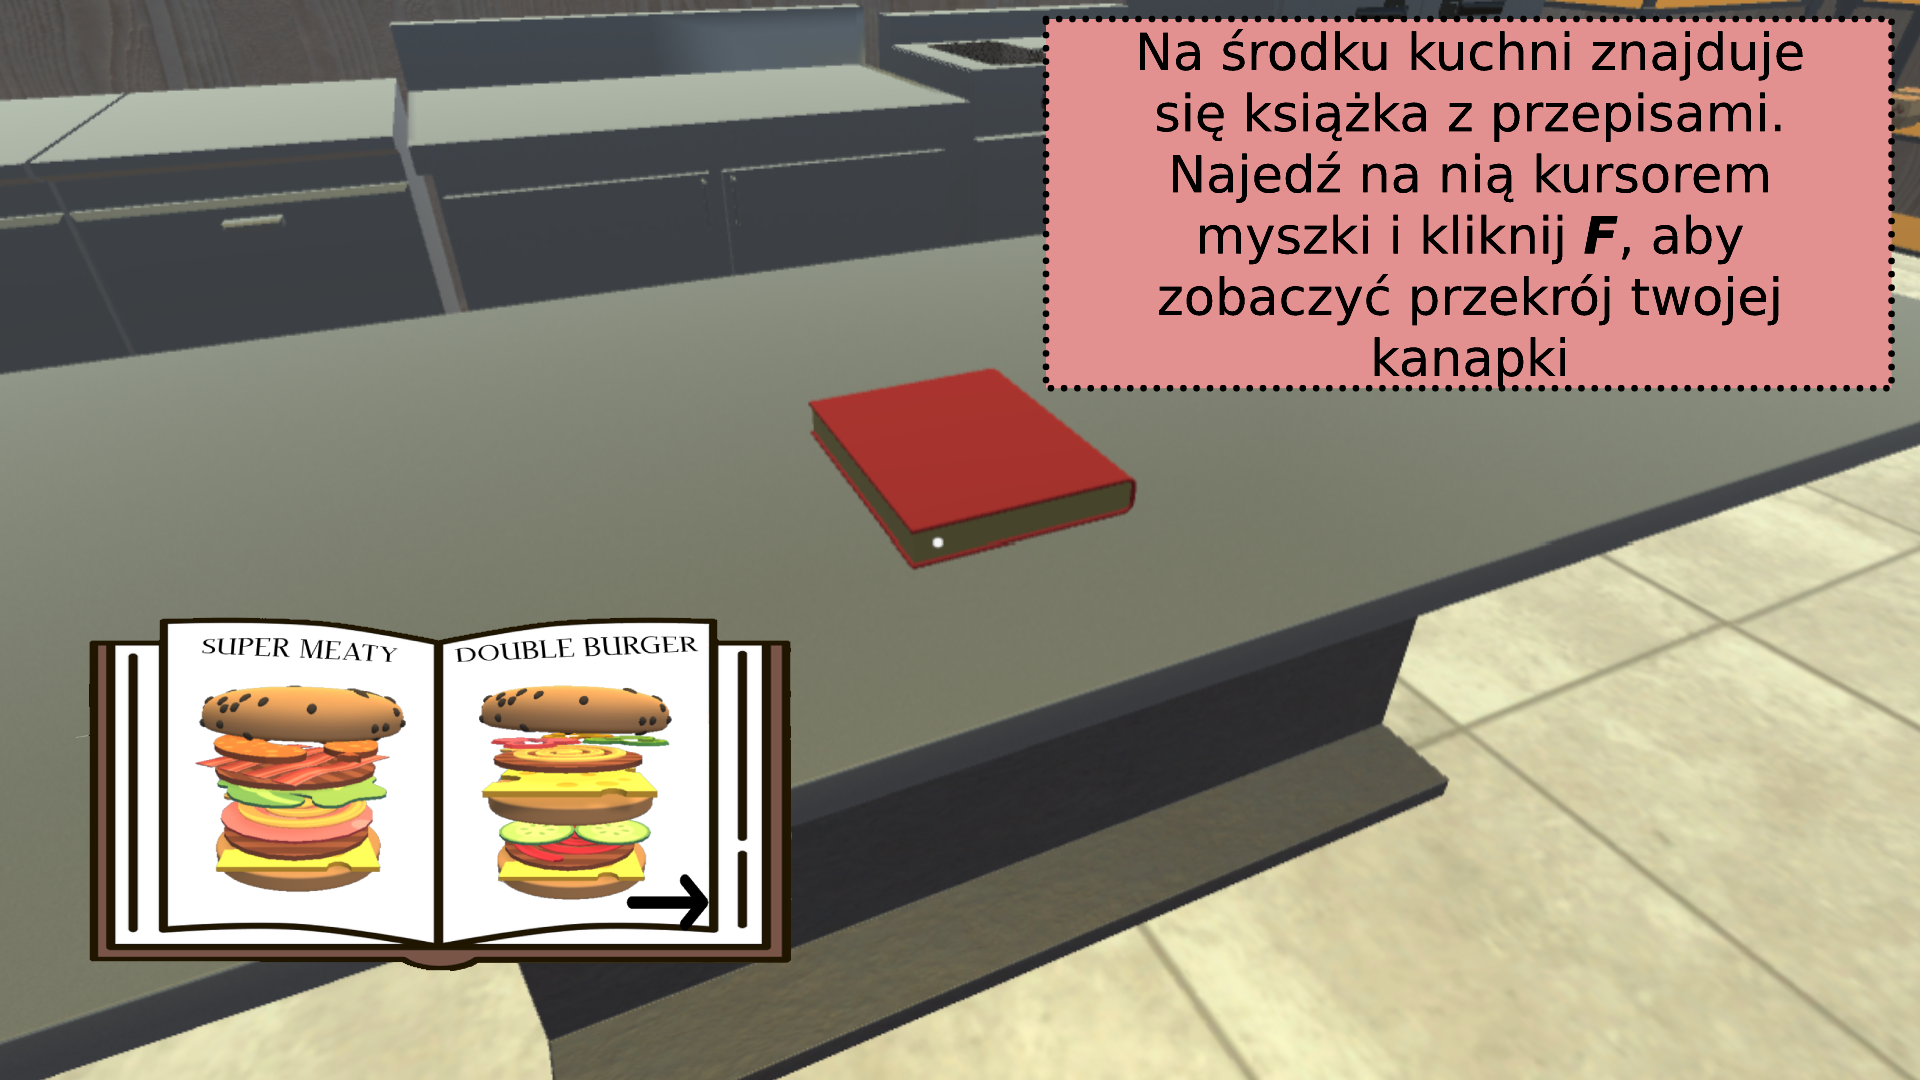 Na środku kuchni znajduje
się książka z przepisami.
Najedź na nią kursorem
myszki i kliknij F, aby
zobaczyć przekrój twojej
kanapki
SUPER MEATY
DOUBLE BURGER